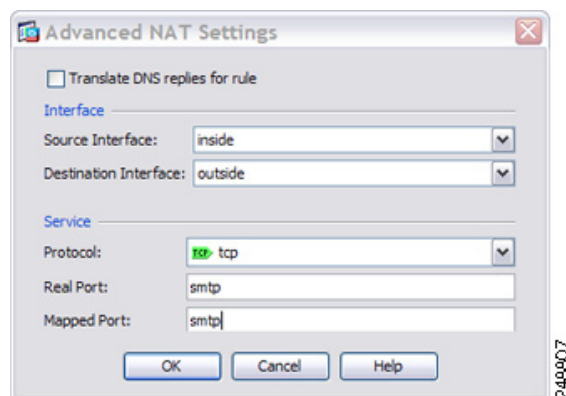 Advanced NAT Settings
Translate DNS replies for rule
Interface
Source Interface: inside
Destination Interface: outside
Service
Protocol: TCP tcp
Real Port: smtp
Mapped Port: smtp
OK Cancel Help
248807